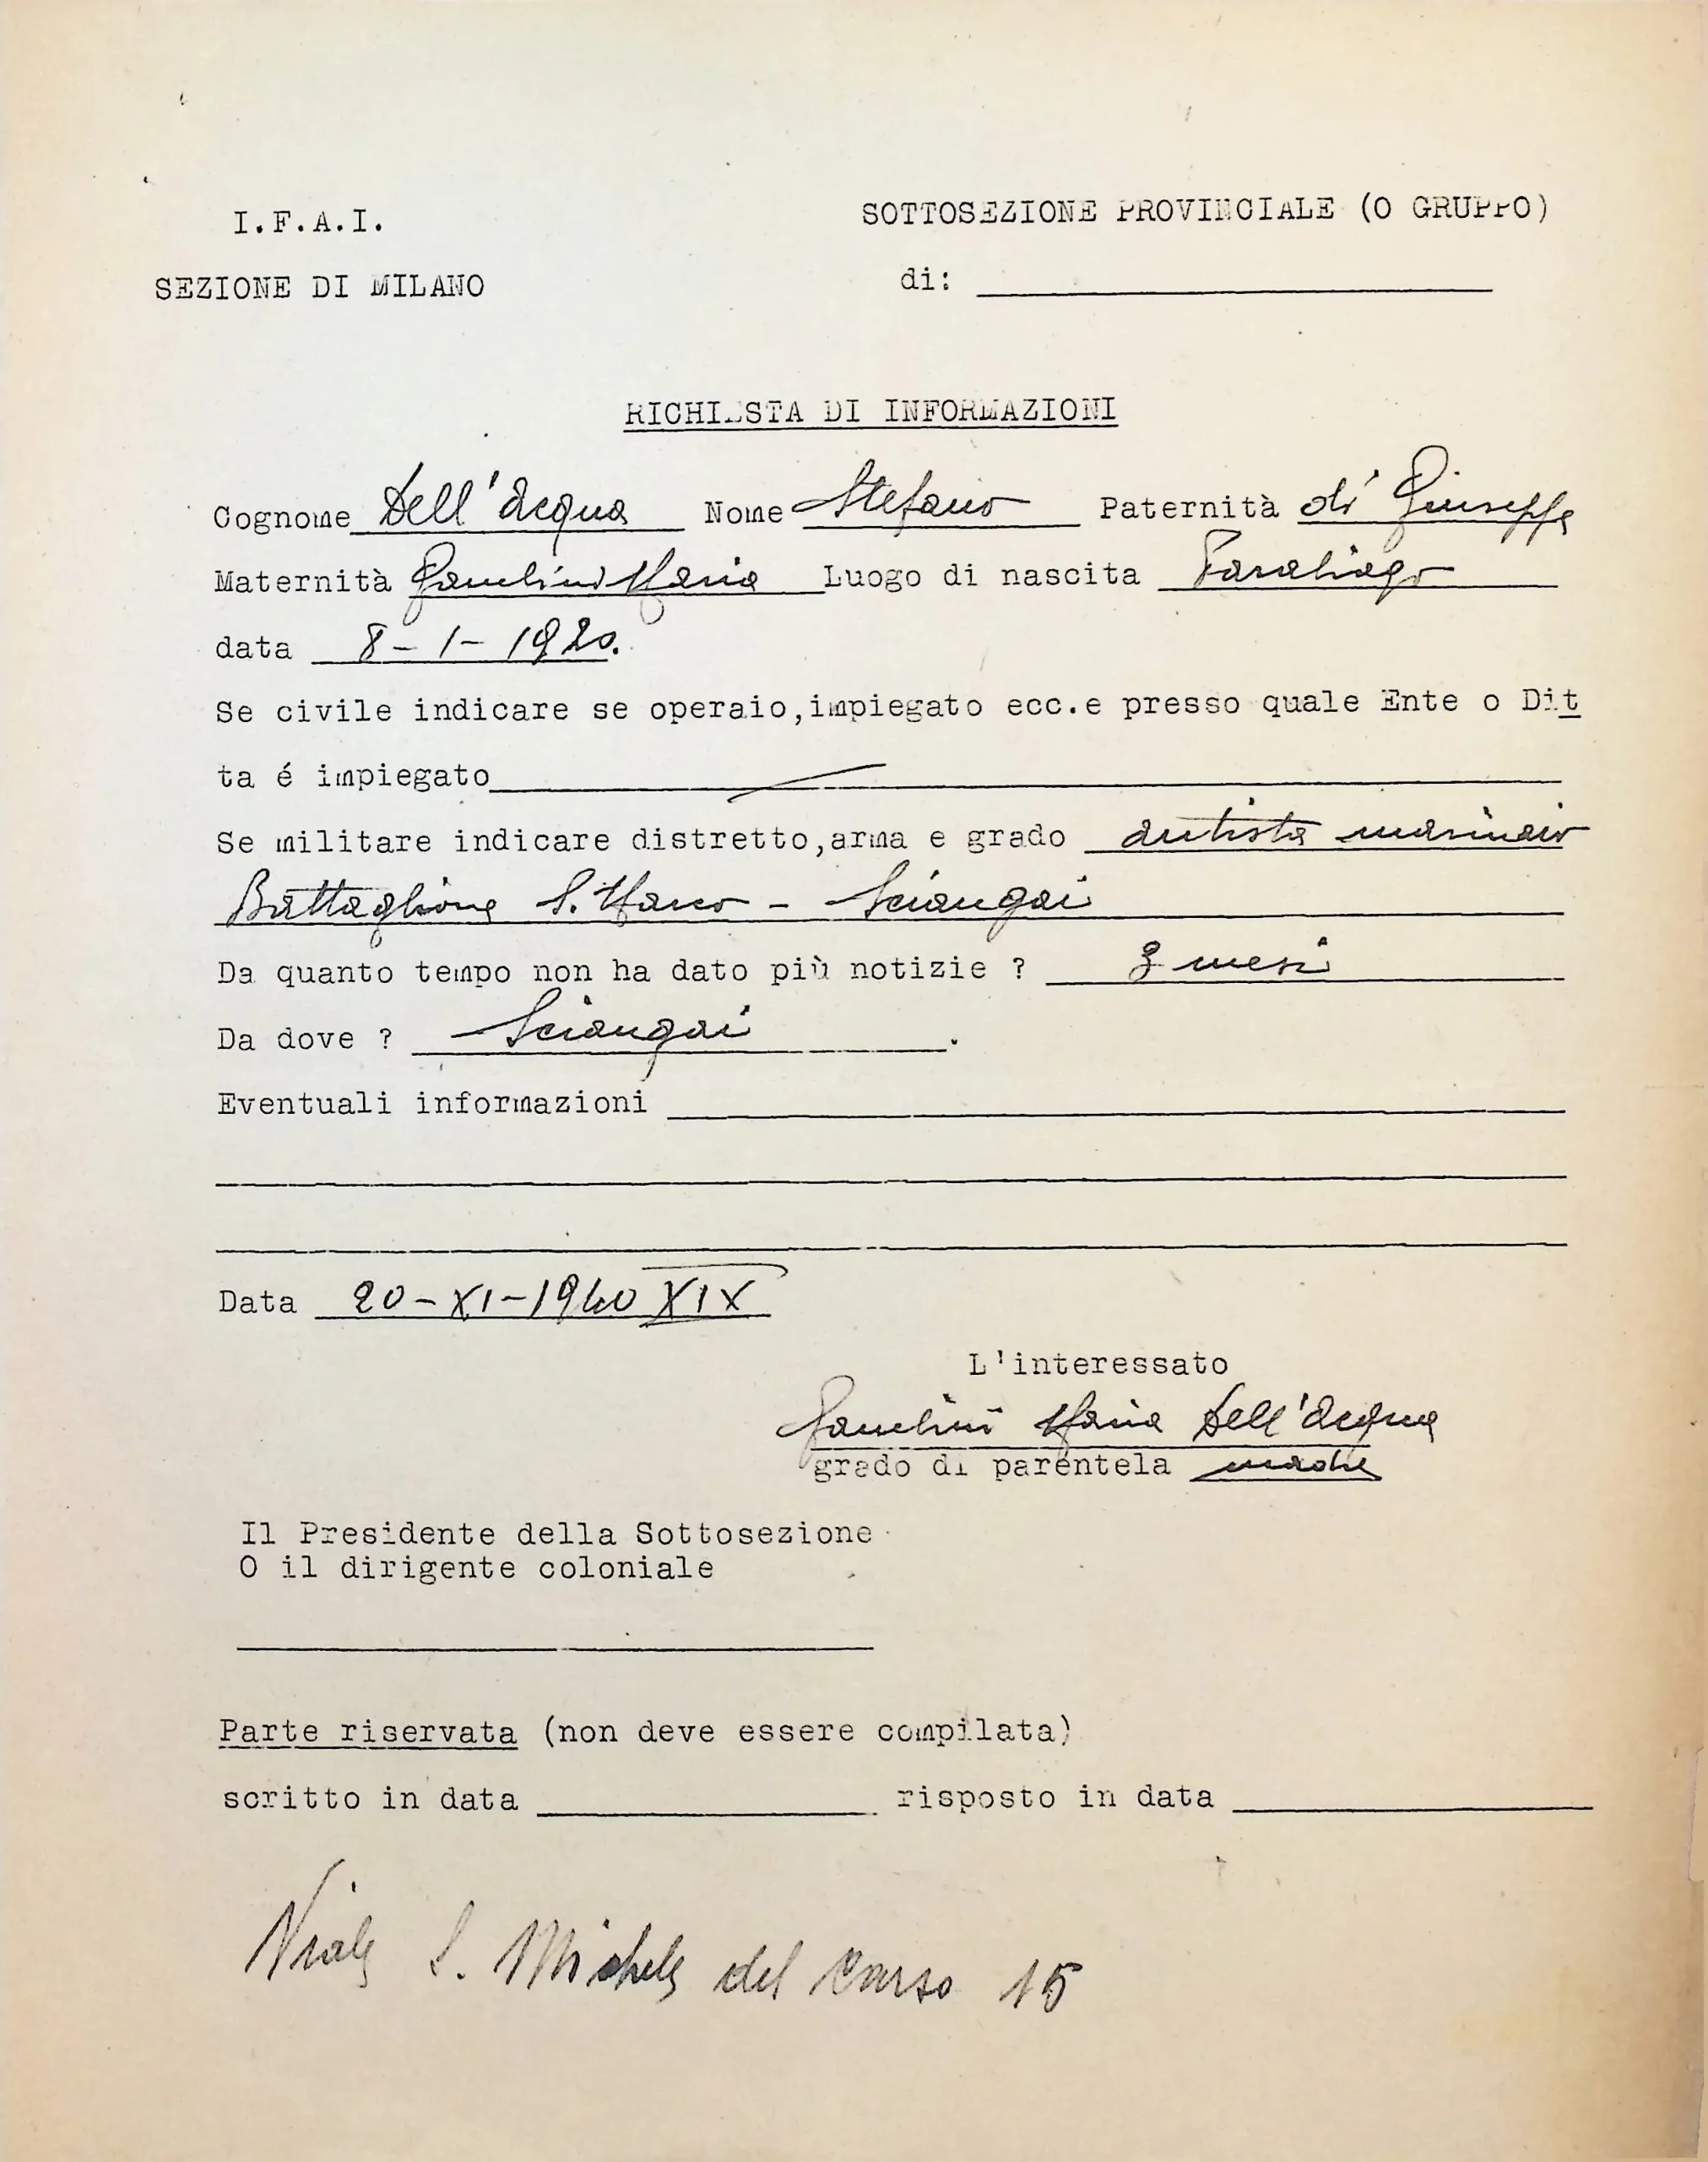 I.F.A.I.
SEZIONE DI MILANO
SOTTOSEZIONE PROVINCIALE (O GRUPPO)
di:
RICHIESTA DI INFORMAZIONI
Cognome Dell'Acqua Nome Stefano Paternità di Giuseppe
Maternità Maria Luogo di nascita Parabiago
data 8-1-1920.
Se civile indicare se operaio,impiegato ecc.e presso quale Ente o Dit
ta é impiegato
Se militare indicare distretto,arma e grado autista marinaio
Battaglione S. Marco - Sciangai
Da quanto tempo non ha dato più notizie ? 3 mesi
Da dove ? Sciangai .
Eventuali informazioni
Data 20-XI-1940 XIX
L'interessato
Maria Dell'Acqua
grado di parentela madre
Il Presidente della Sottosezione
O il dirigente coloniale
Parte riservata (non deve essere compilata)
scritto in data risposto in data
Viale S. Michele del Carso 15